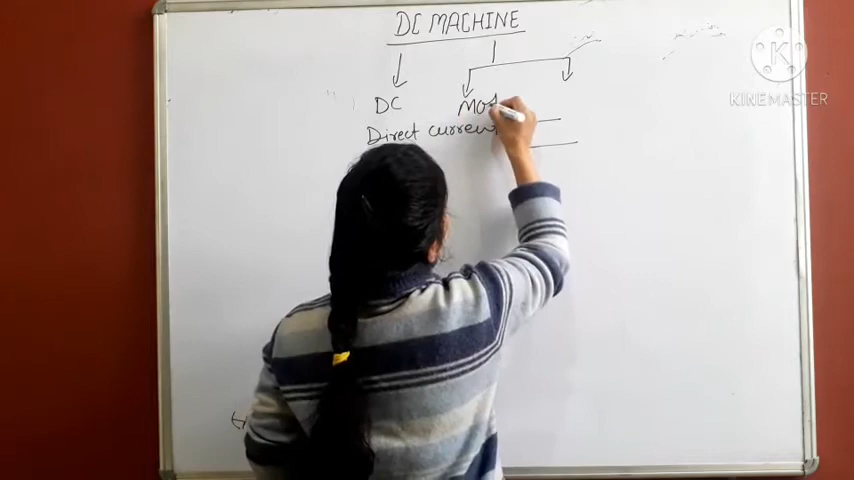 DC MACHINE
DC
Direct current
K
KINEMASTER